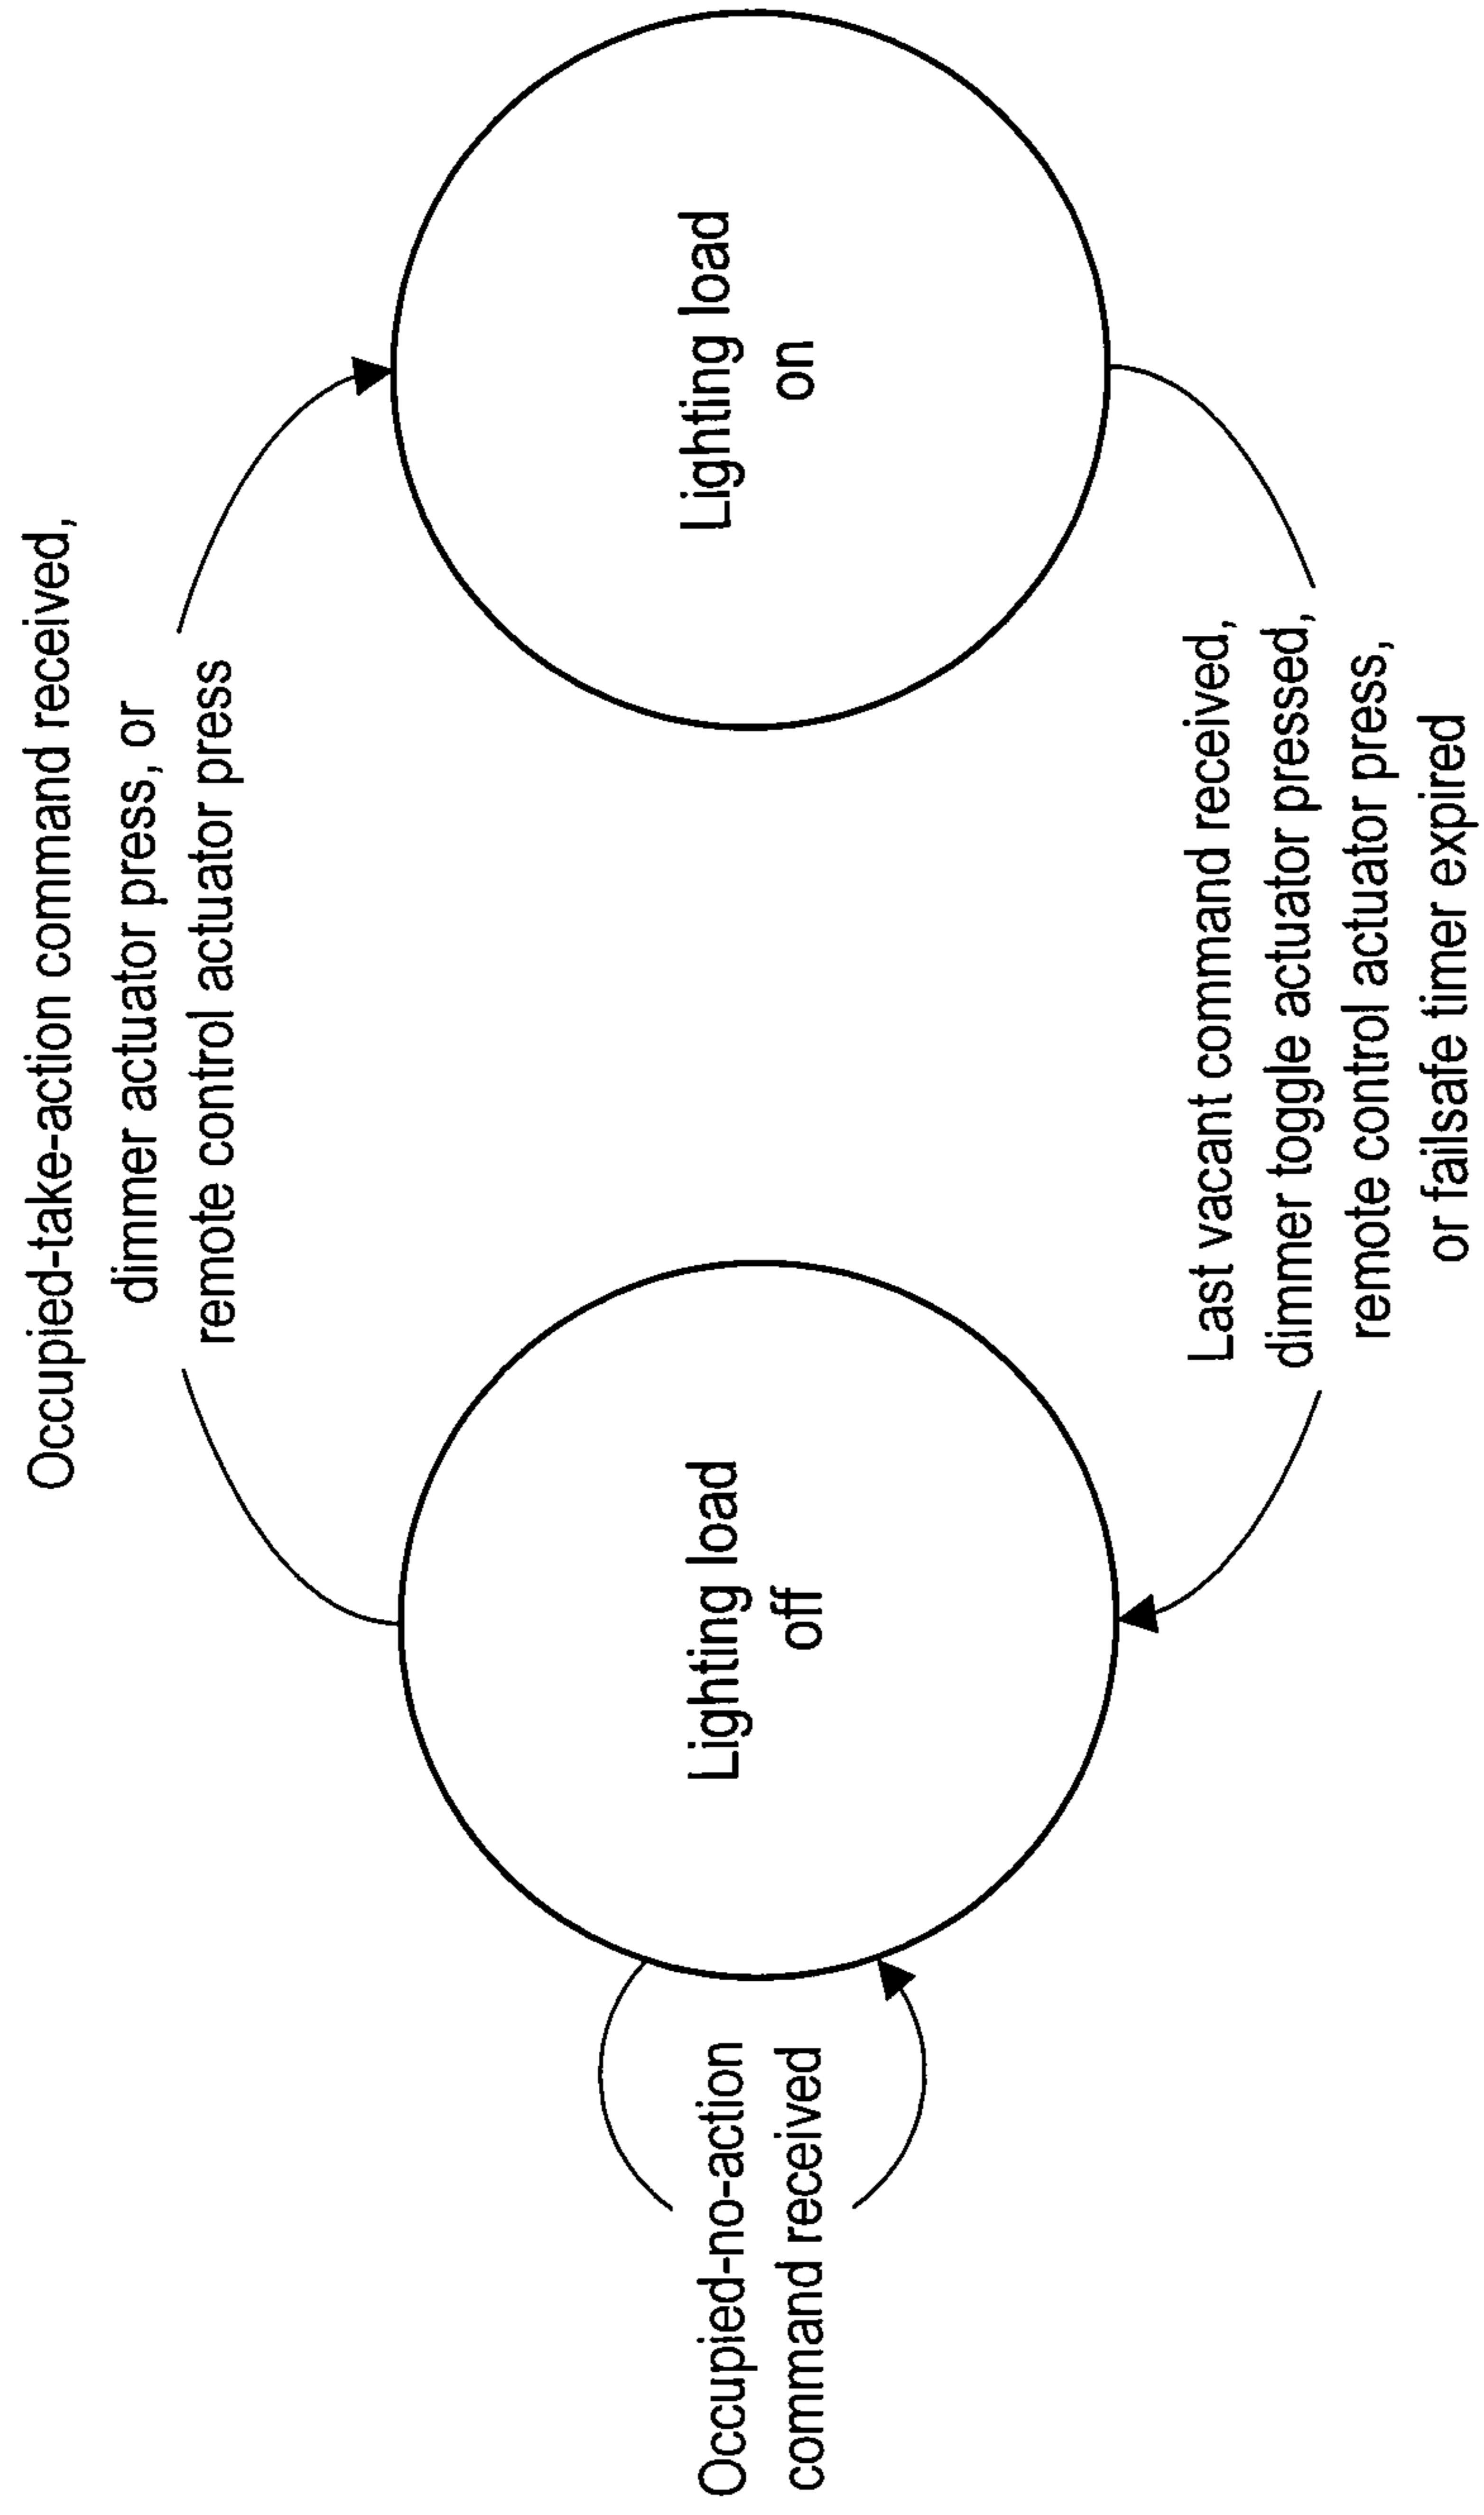 Occupied-take-action command received,
dimmer actuator press, or
remote control actuator press
Occupied-no-action
command received
Lighting load
off
Lighting load
on
Last vacant command received,
dimmer toggle actuator pressed,
remote control actuator press,
or failsafe timer expired